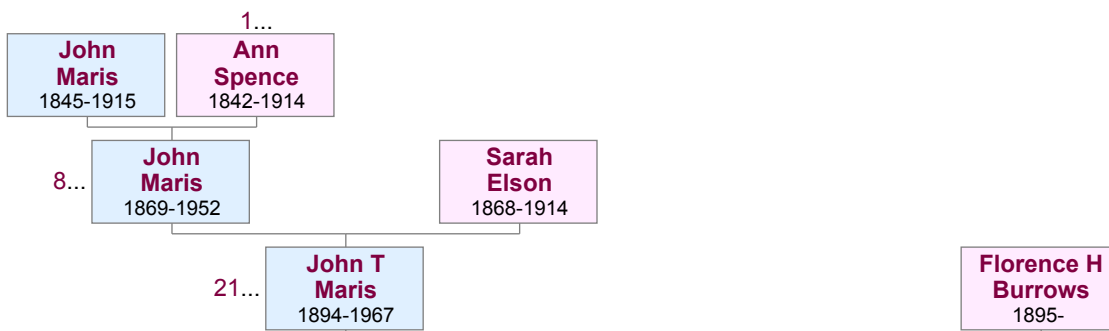 1...
John
Maris
1845-1915
Ann
Spence
1842-1914
8...
John
Maris
1869-1952
Sarah
Elson
1868-1914
21...
John T
Maris
1894-1967
Florence H
Burrows
1895-